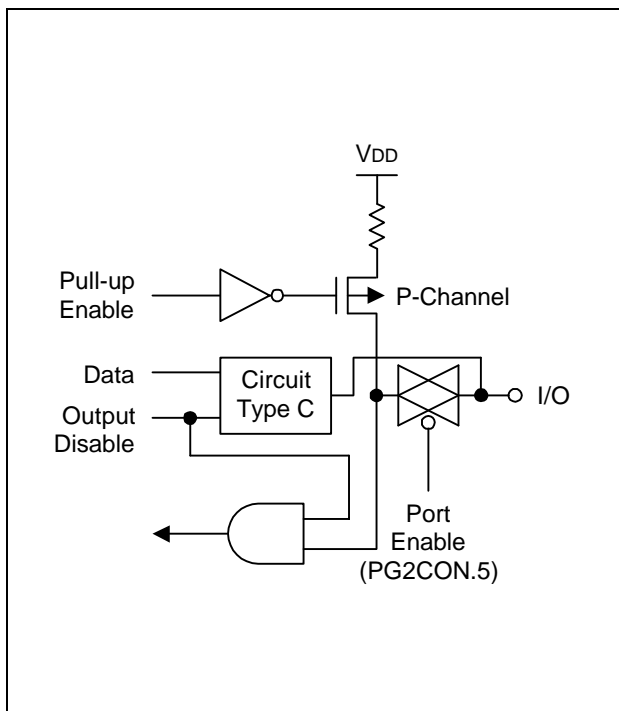 VDD
Pull-up
Enable
P-Channel
Data
Output
Disable
Circuit
Type C
I/O
Port
Enable
(PG2CON.5)